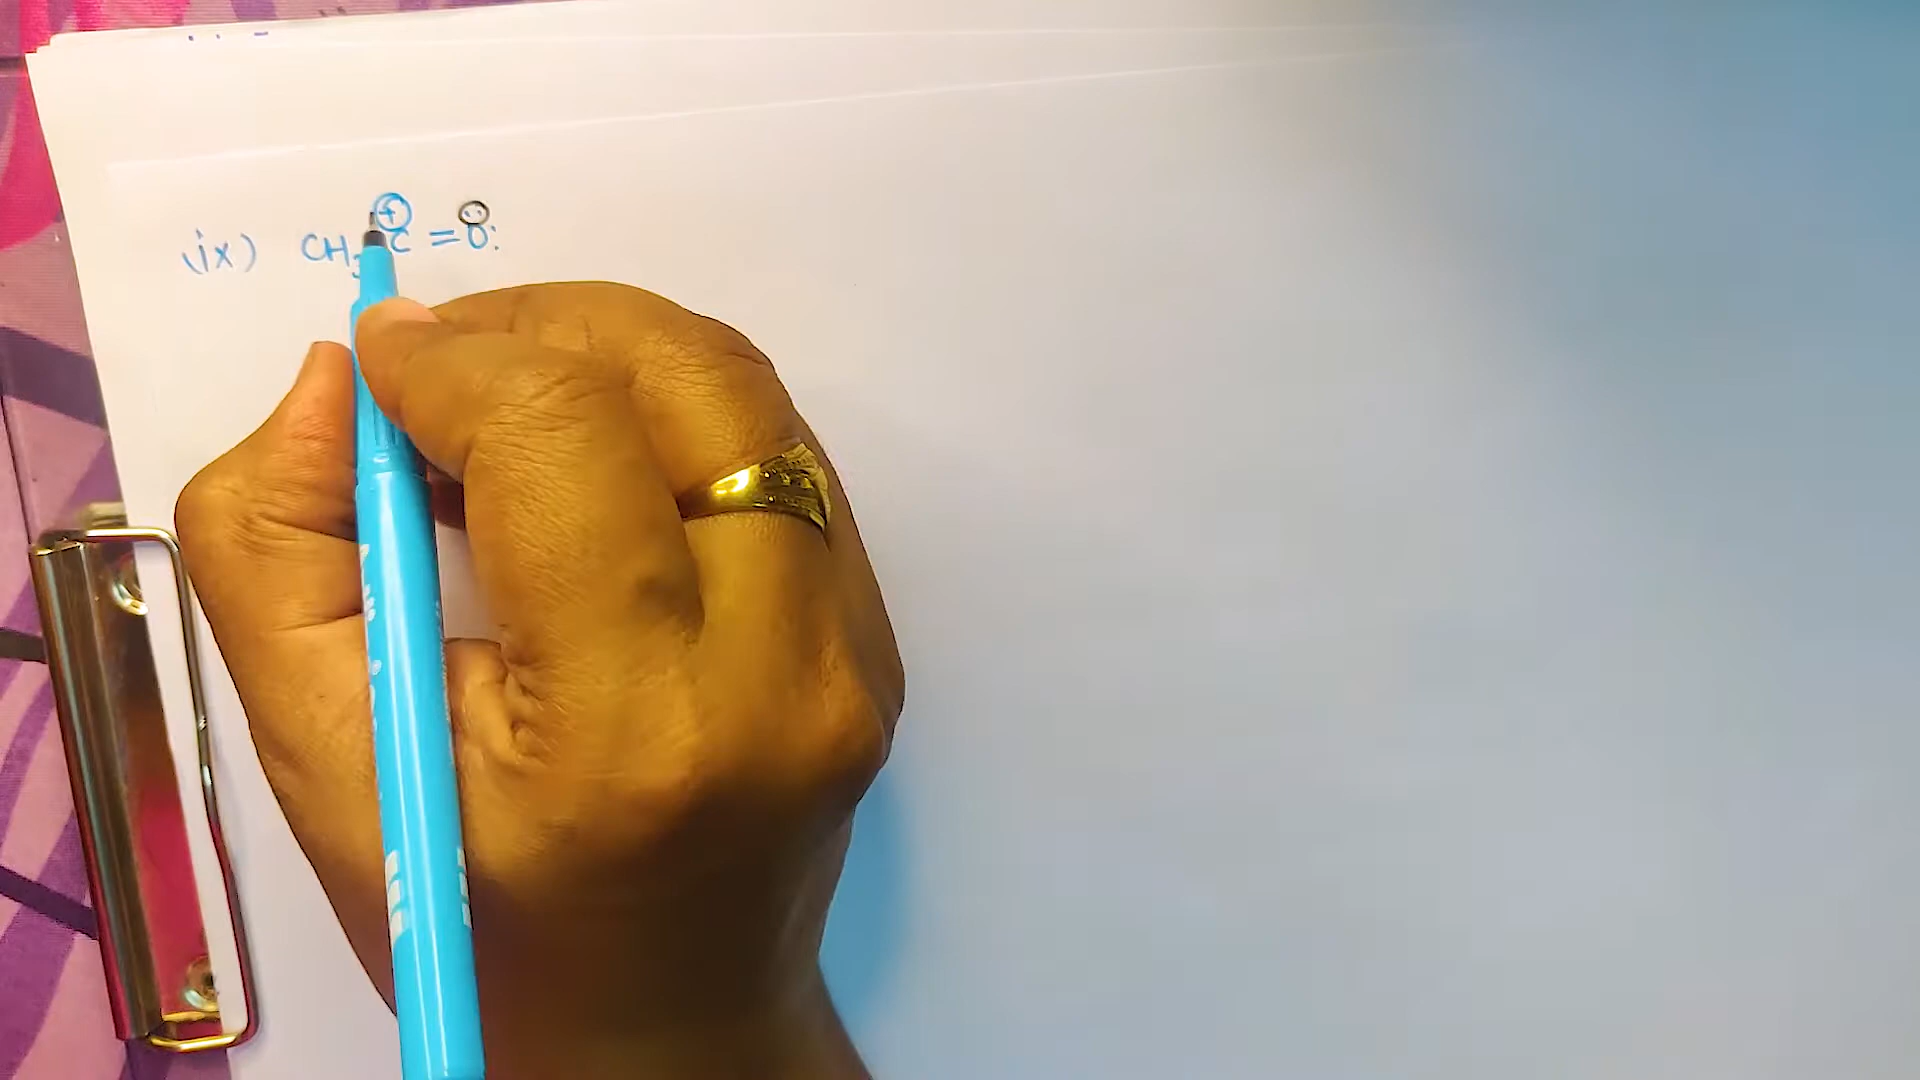 (ix) CH₃ C⊕ = Ö: